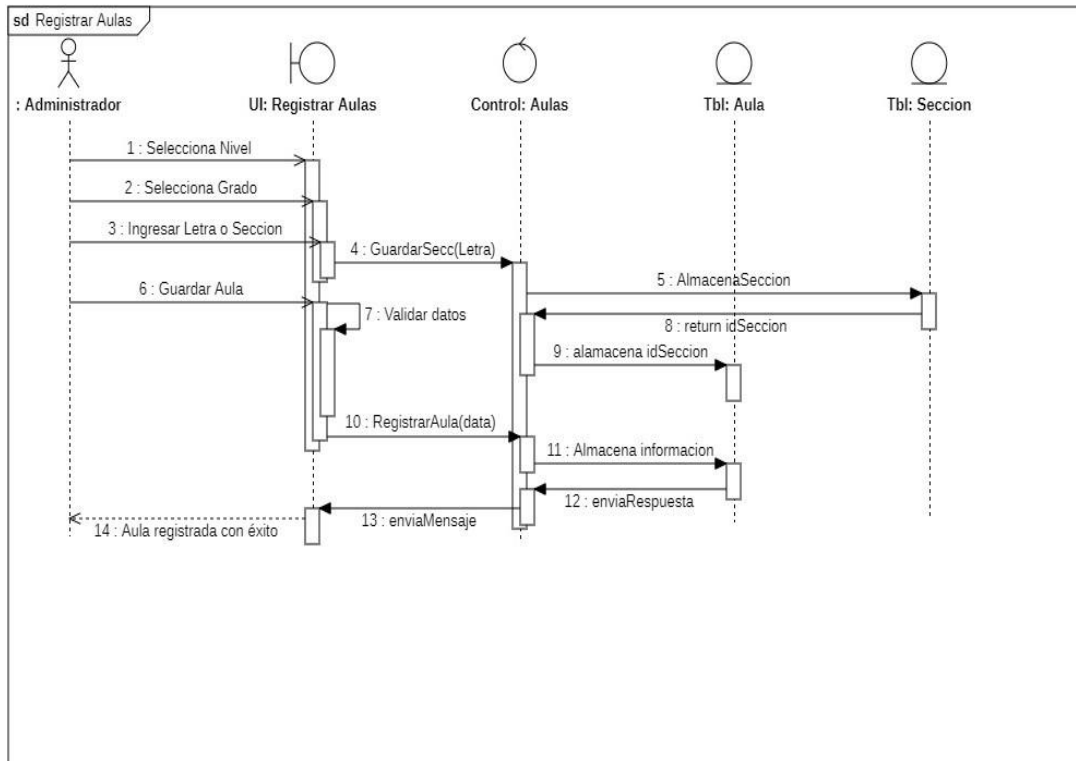 sd Registrar Aulas
: Administrador
UI: Registrar Aulas
Control: Aulas
Tbl: Aula
Tbl: Seccion
1 : Selecciona Nivel
2 : Selecciona Grado
3 : Ingresar Letra o Seccion
4 : GuardarSecc(Letra)
5 : AlmacenaSeccion
6 : Guardar Aula
7 : Validar datos
8 : return idSeccion
9 : alamacena idSeccion
10 : RegistrarAula(data)
11 : Almacena informacion
12 : enviaRespuesta
13 : enviaMensaje
14 : Aula registrada con éxito